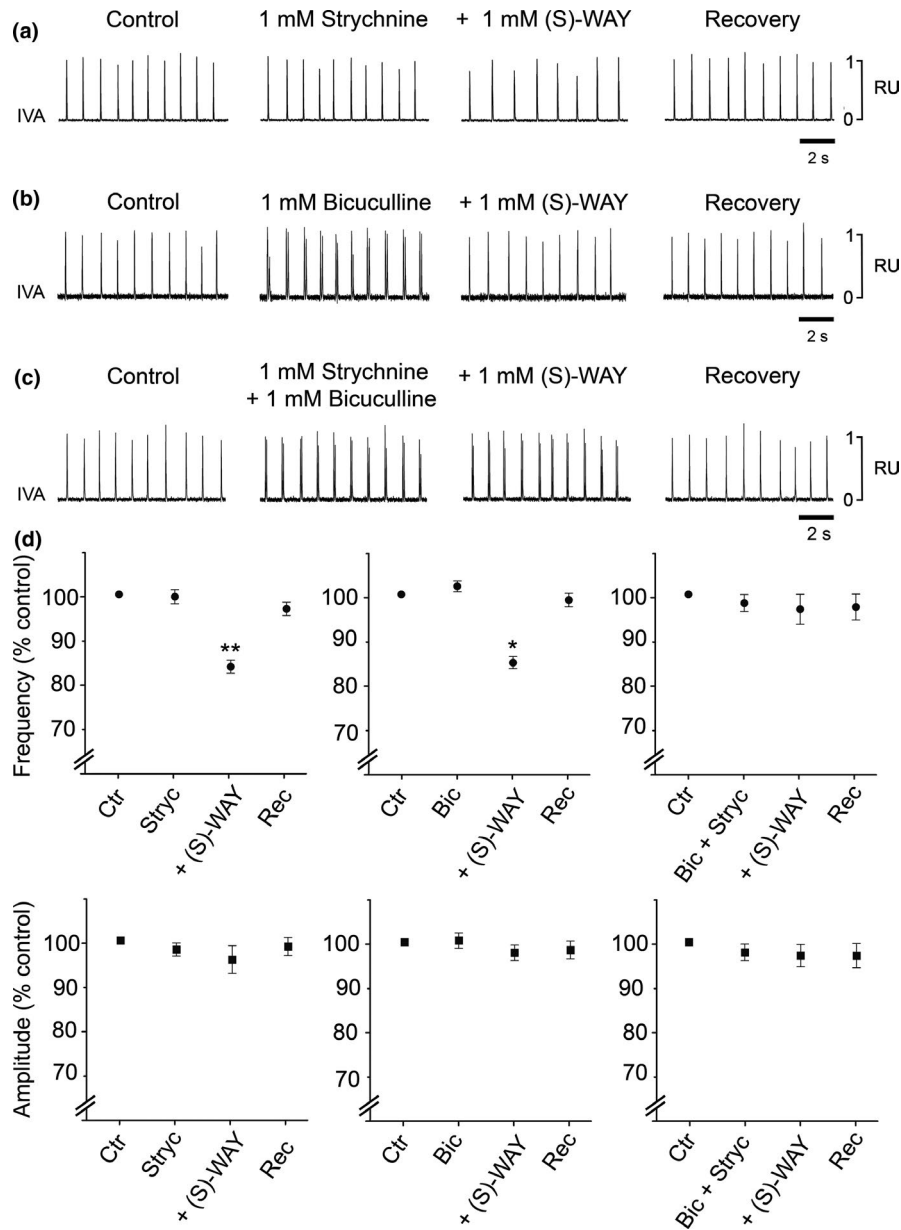 (a)
Control 1 mM Strychnine + 1 mM (S)-WAY Recovery
IVA
1
RU
0
2 s
(b)
Control 1 mM Bicuculline + 1 mM (S)-WAY Recovery
IVA
1
RU
0
2 s
(c)
Control 1 mM Strychnine + 1 mM (S)-WAY Recovery
+ 1 mM Bicuculline
IVA
1
RU
0
2 s
(d)
Frequency (% control)
100
90
80
70
**
Ctr Stryc + (S)-WAY Rec
100
90
80
70
*
Ctr Bic + (S)-WAY Rec
100
90
80
70
Ctr Bic + Stryc + (S)-WAY Rec
Amplitude (% control)
100
90
80
70
Ctr Stryc + (S)-WAY Rec
100
90
80
70
Ctr Bic + (S)-WAY Rec
100
90
80
70
Ctr Bic + Stryc + (S)-WAY Rec